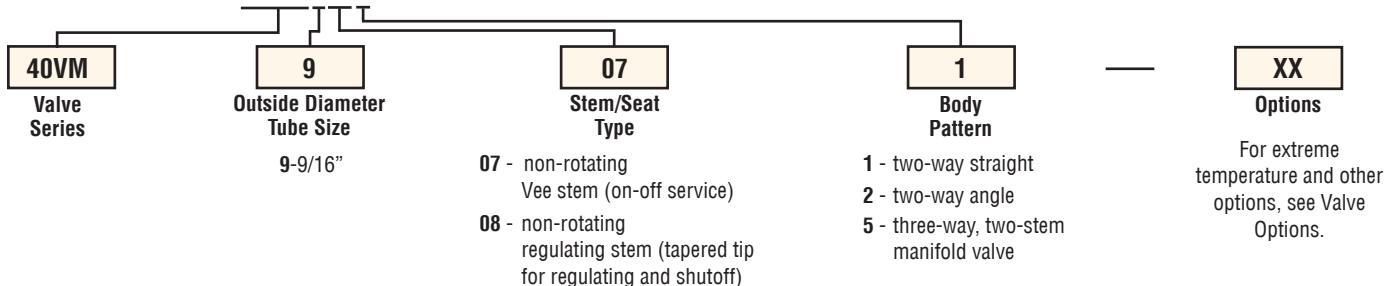 40VM
9
07
1
XX
Valve
Series
Outside Diameter
Tube Size
Stem/Seat
Type
Body
Pattern
Options
9-9/16”
07 - non-rotating
Vee stem (on-off service)
08 - non-rotating
regulating stem (tapered tip
for regulating and shutoff)
1 - two-way straight
2 - two-way angle
5 - three-way, two-stem
manifold valve
For extreme
temperature and other
options, see Valve
Options.